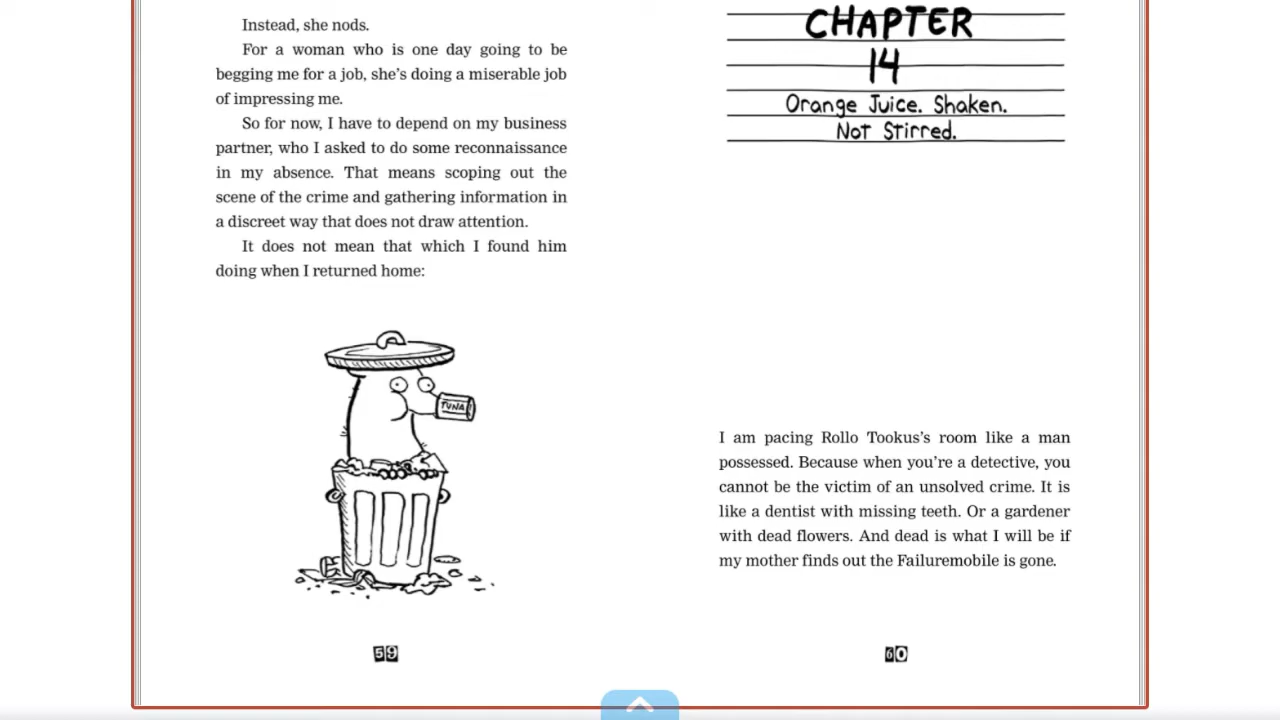 Instead, she nods.
For a woman who is one day going to be
begging me for a job, she's doing a miserable job
of impressing me.
So for now, I have to depend on my business
partner, who I asked to do some reconnaissance
in my absence. That means scoping out the
scene of the crime and gathering information in
a discreet way that does not draw attention.
It does not mean that which I found him
doing when I returned home:
TUNA
59
CHAPTER
14
Orange Juice. Shaken.
Not Stirred.
I am pacing Rollo Tookus's room like a man
possessed. Because when you're a detective, you
cannot be the victim of an unsolved crime. It is
like a dentist with missing teeth. Or a gardener
with dead flowers. And dead is what I will be if
my mother finds out the Failuremobile is gone.
60